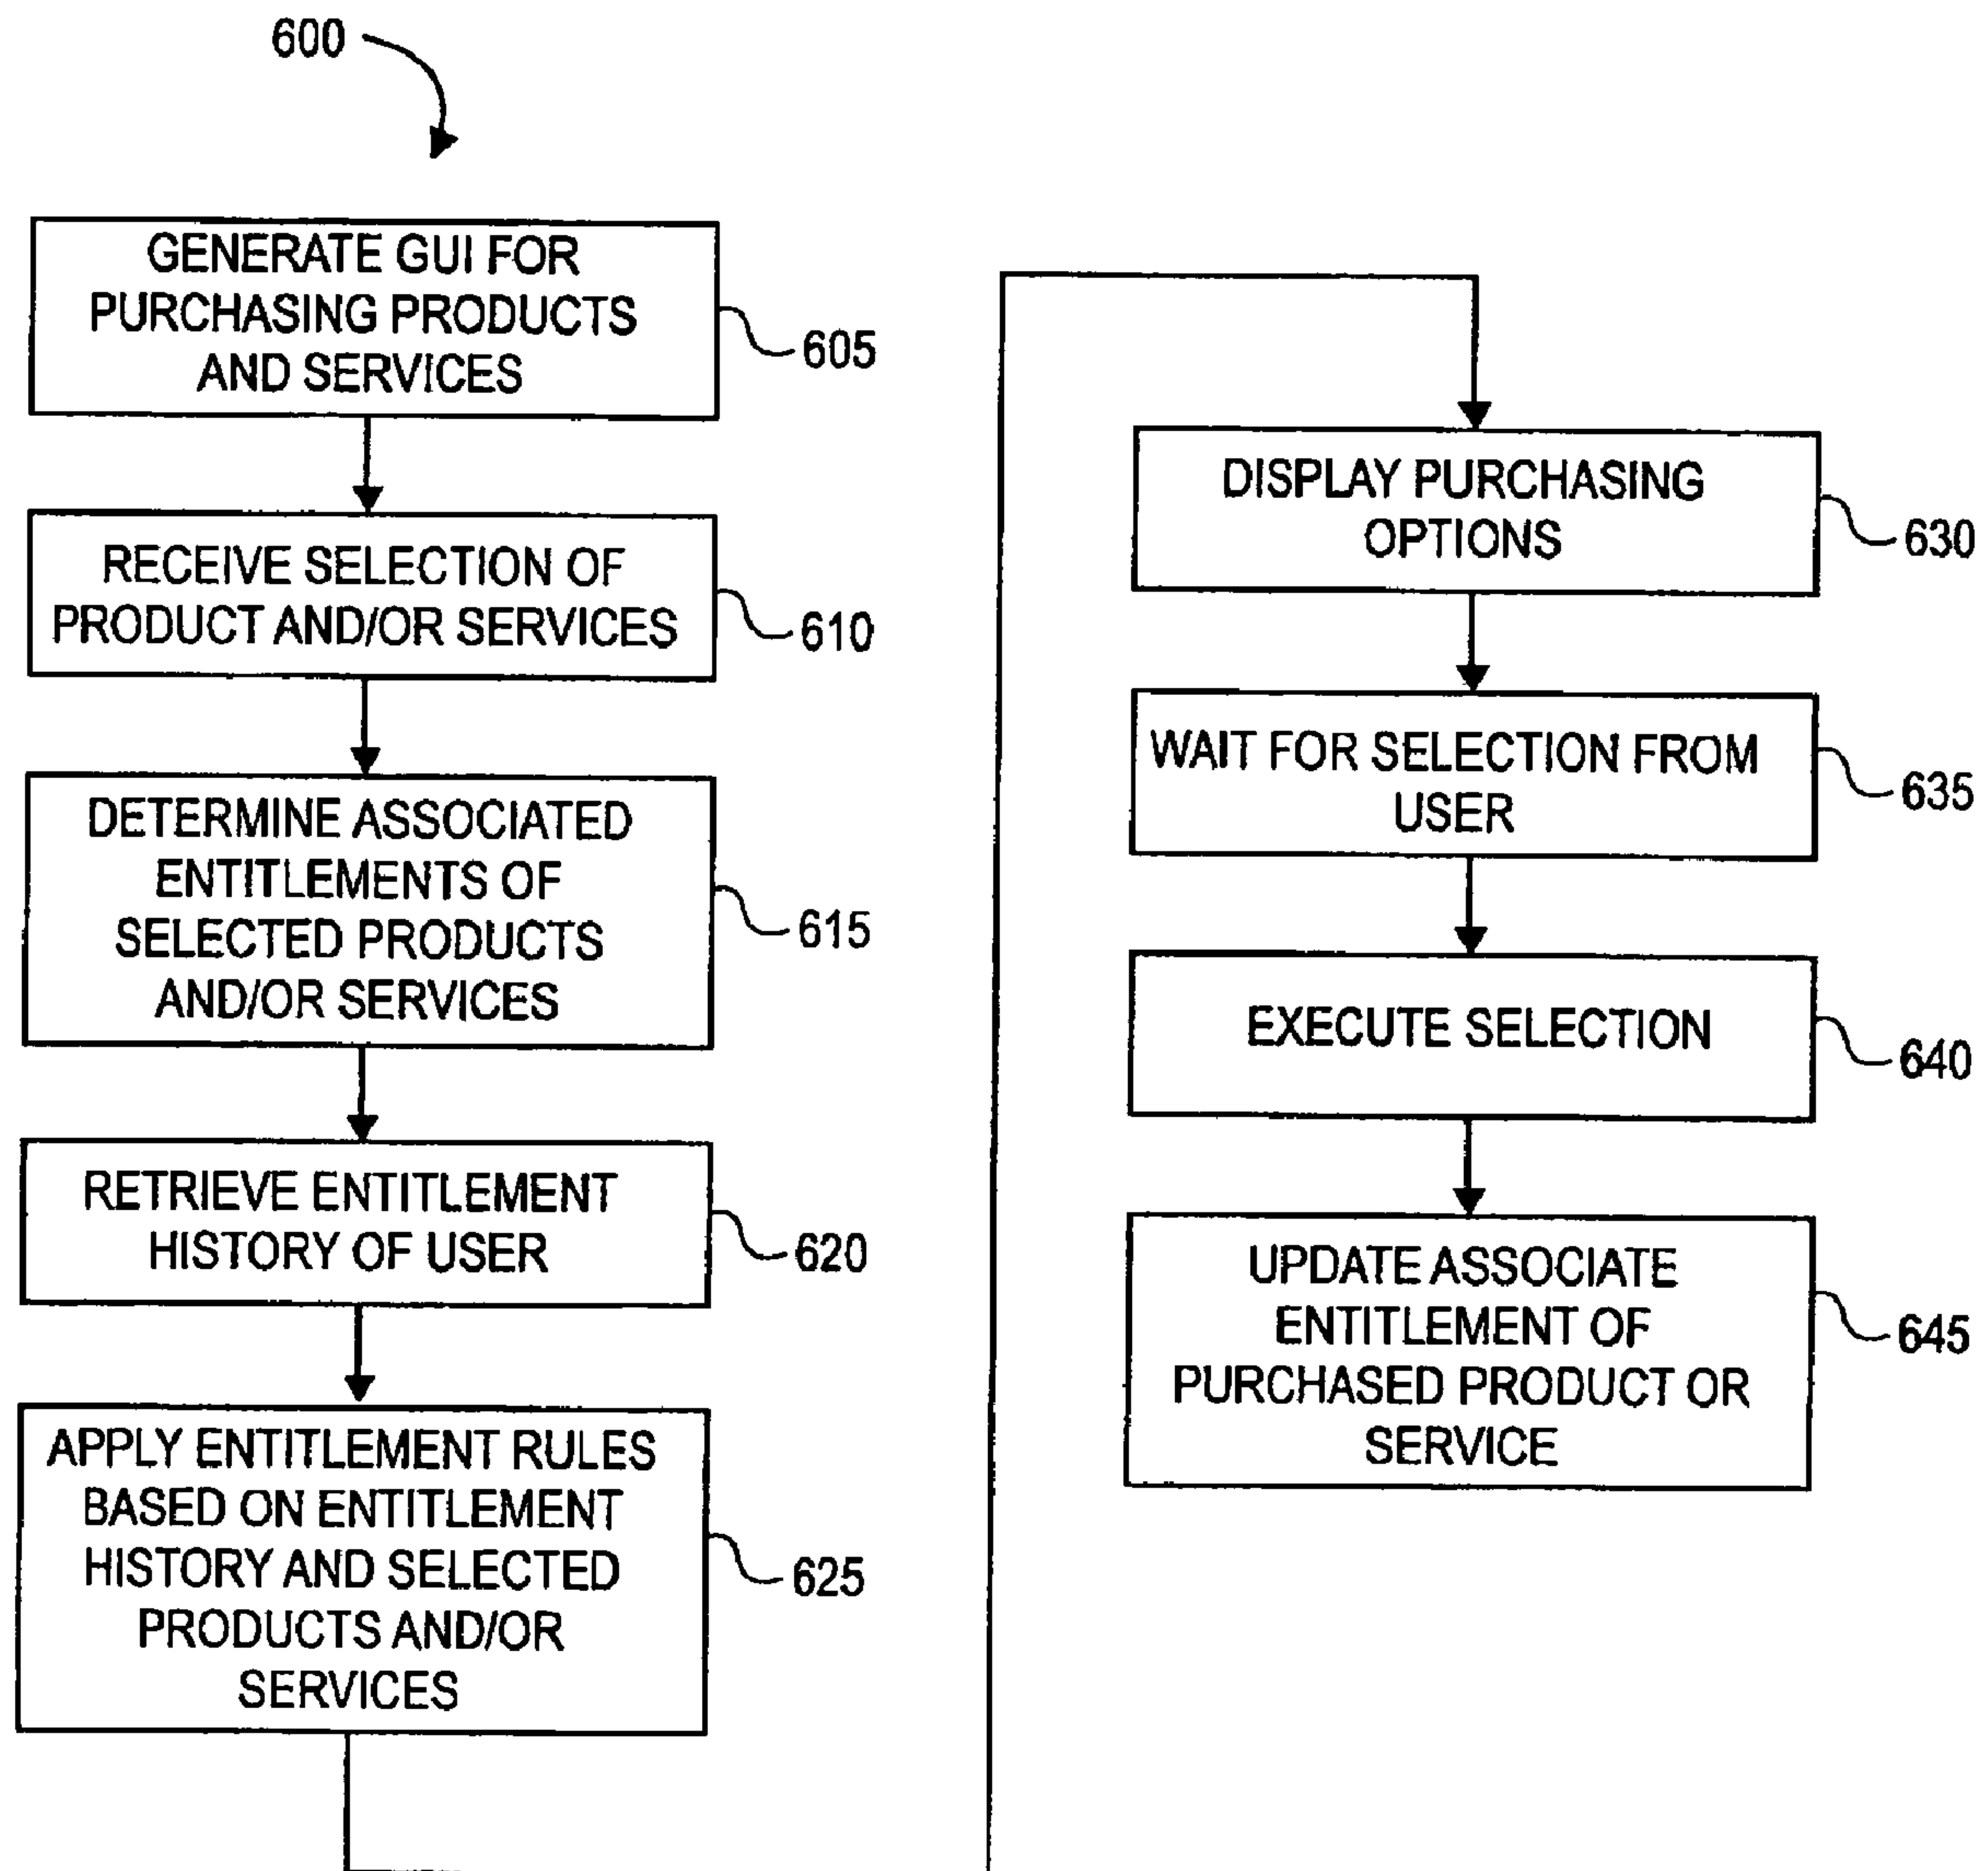 600
GENERATE GUI FOR
PURCHASING PRODUCTS
AND SERVICES
605
RECEIVE SELECTION OF
PRODUCT AND/OR SERVICES
610
DETERMINE ASSOCIATED
ENTITLEMENTS OF
SELECTED PRODUCTS
AND/OR SERVICES
615
RETRIEVE ENTITLEMENT
HISTORY OF USER
620
APPLY ENTITLEMENT RULES
BASED ON ENTITLEMENT
HISTORY AND SELECTED
PRODUCTS AND/OR
SERVICES
625
DISPLAY PURCHASING
OPTIONS
630
WAIT FOR SELECTION FROM
USER
635
EXECUTE SELECTION
640
UPDATE ASSOCIATE
ENTITLEMENT OF
PURCHASED PRODUCT OR
SERVICE
645